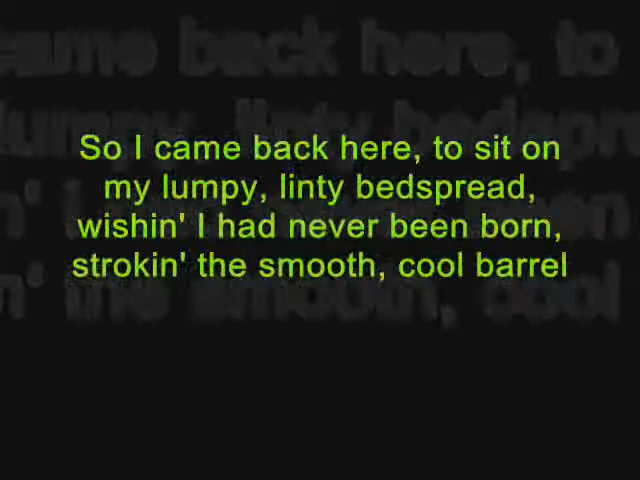 So I came back here, to sit on
my lumpy, linty bedspread,
wishin' I had never been born,
strokin' the smooth, cool barrel